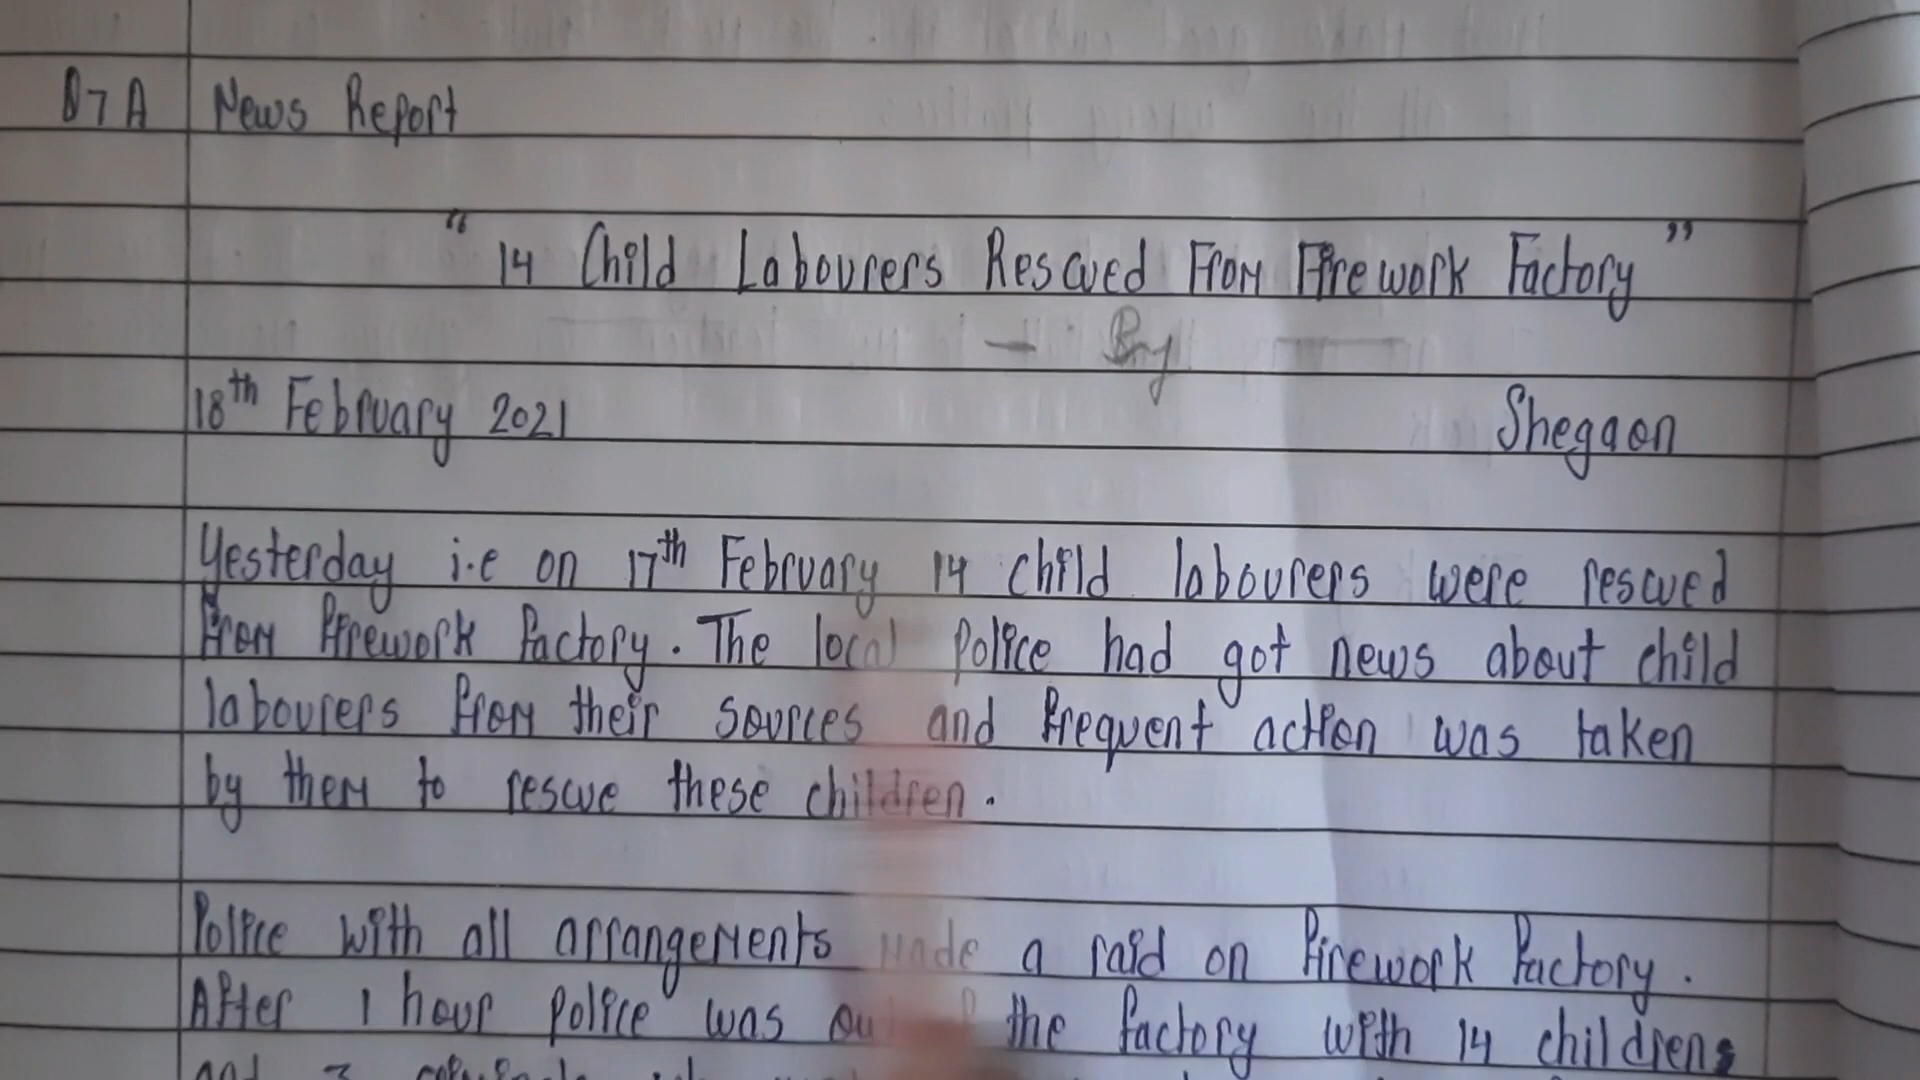 Q7 A News Report
“ 14 Child Labourers Rescued From Firework Factory ”
- By
18th February 2021 Shegaon
Yesterday i.e on 17th February 14 child labourers were rescued
from firework factory. The local police had got news about child
labourers from their sources and frequent action was taken
by them to rescue these children.
Police with all arrangements made a raid on firework factory.
After 1 hour police was out the factory with 14 childrens
and 3